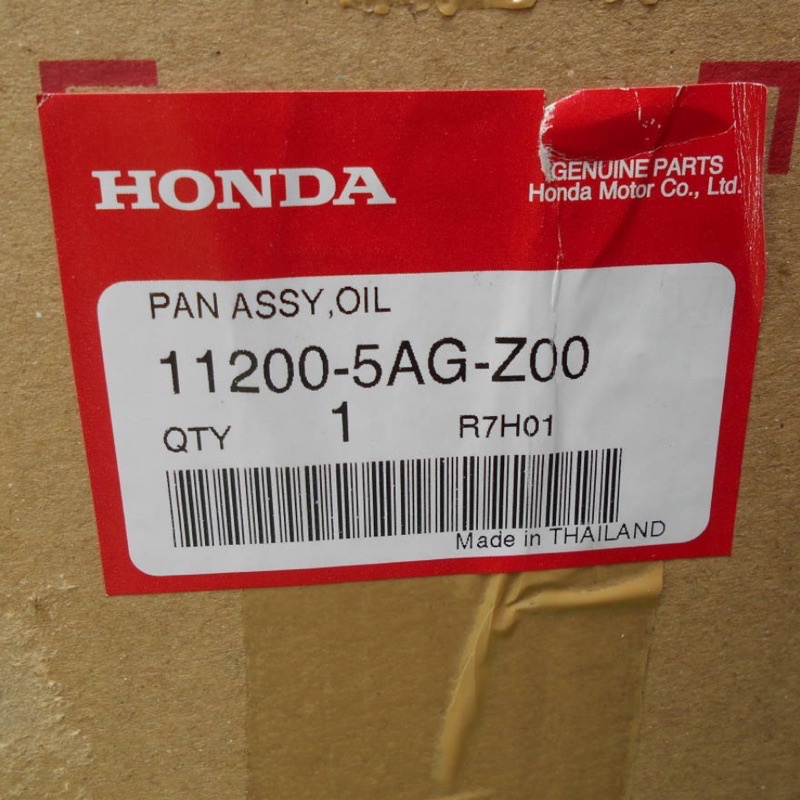 HONDA
GENUINE PARTS
Honda Motor Co., Ltd.
PAN ASSY,OIL
11200-5AG-Z00
QTY 1 R7H01
Made in THAILAND